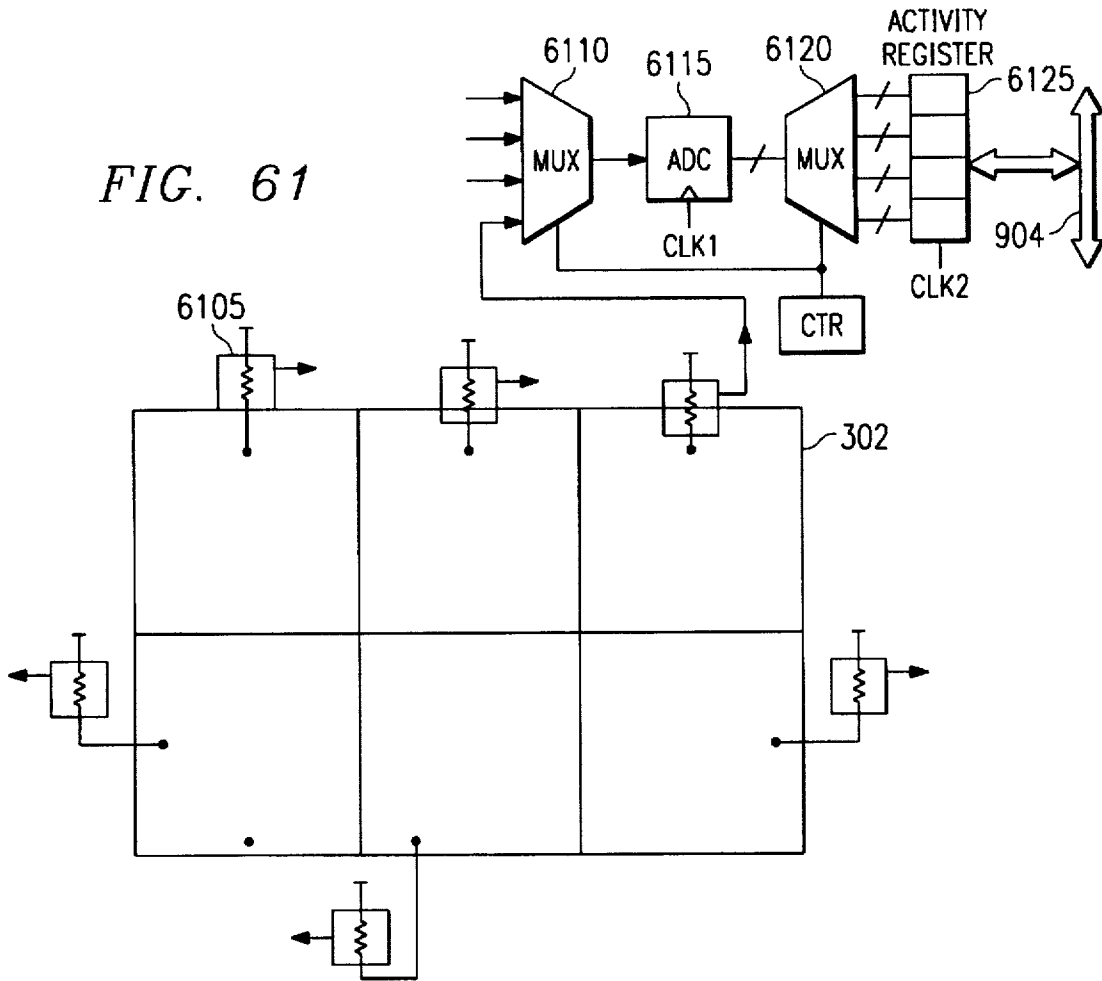 FIG. 61
6110
6115
6120
ACTIVITY
REGISTER
6125
MUX
ADC
MUX
CLK1
CLK2
904
CTR
6105
302